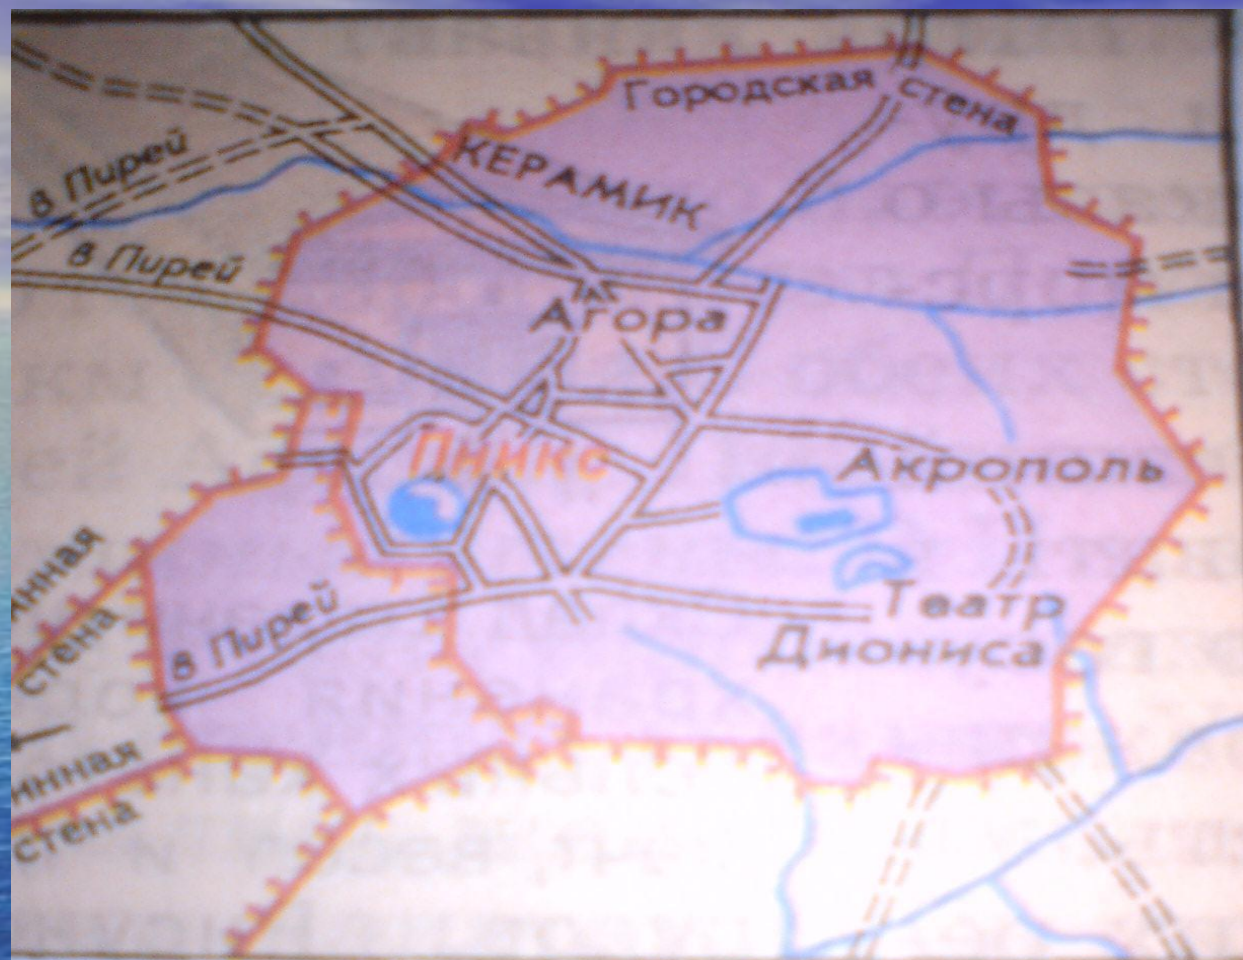 Городская стена
КЕРАМИК
в Пирей
в Пирей
Агора
Пникс
Акрополь
в Пирей
Театр
Диониса
стена
стена